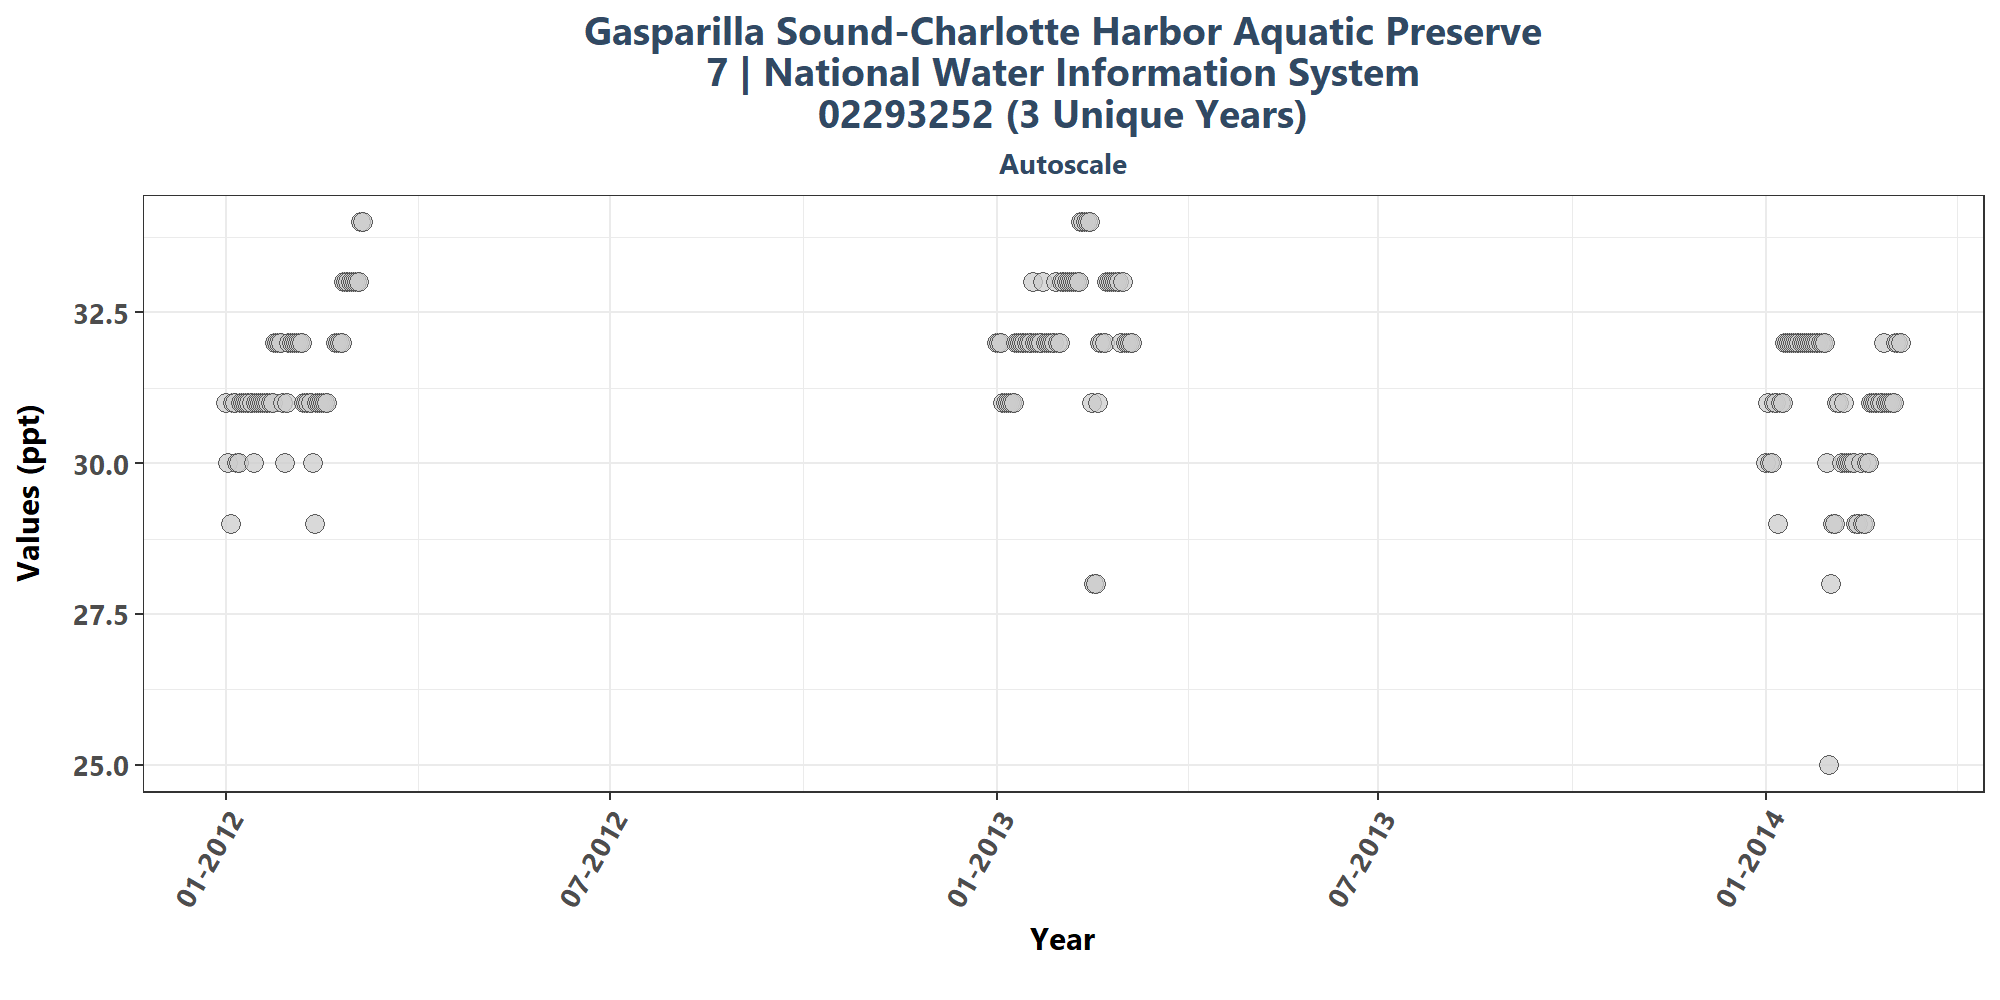 Gasparilla Sound-Charlotte Harbor Aquatic Preserve
7 | National Water Information System
02293252 (3 Unique Years)
Autoscale
Values (ppt)
32.5
30.0
27.5
25.0
01-2012
07-2012
01-2013
07-2013
01-2014
Year